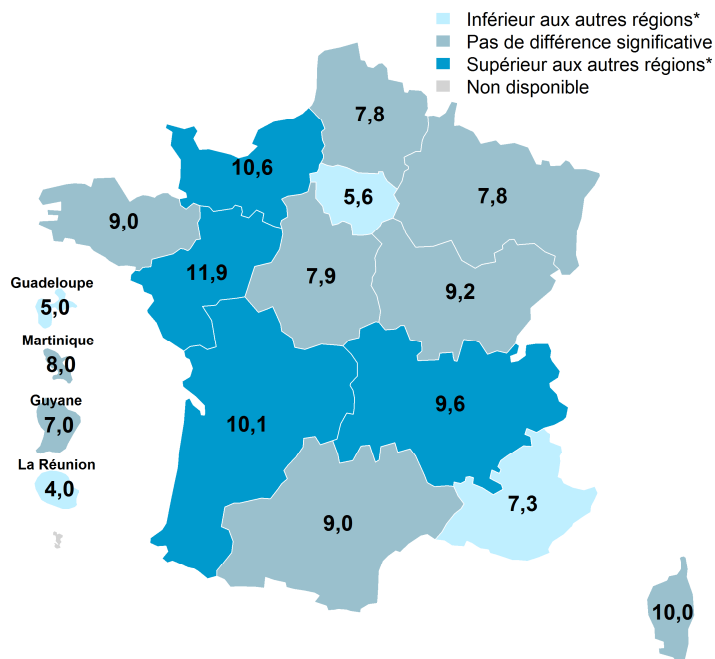 Inférieur aux autres régions*
Pas de différence significative
Supérieur aux autres régions*
Non disponible
7,8
10,6
5,6
7,8
9,0
11,9
7,9
9,2
Guadeloupe
5,0
Martinique
8,0
Guyane
7,0
La Réunion
4,0
10,1
9,6
9,0
7,3
10,0